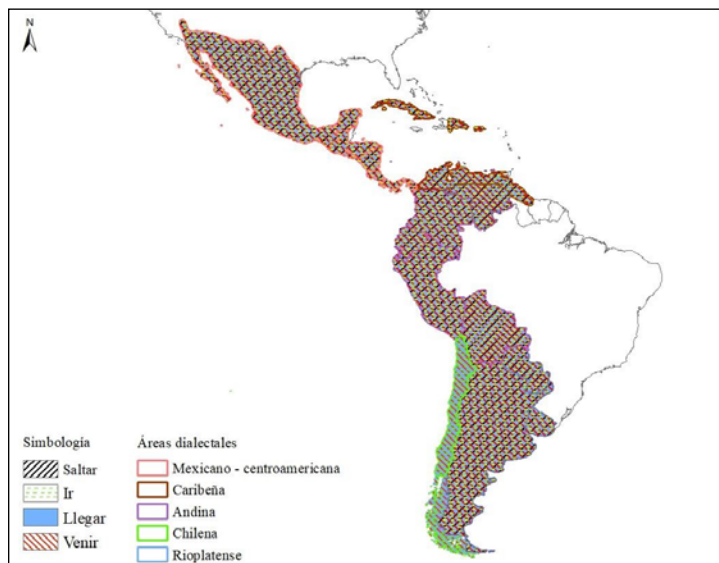 N
Simbología
Saltar
Ir
Llegar
Venir
Áreas dialectales
Mexicano - centroamericana
Caribeña
Andina
Chilena
Rioplatense